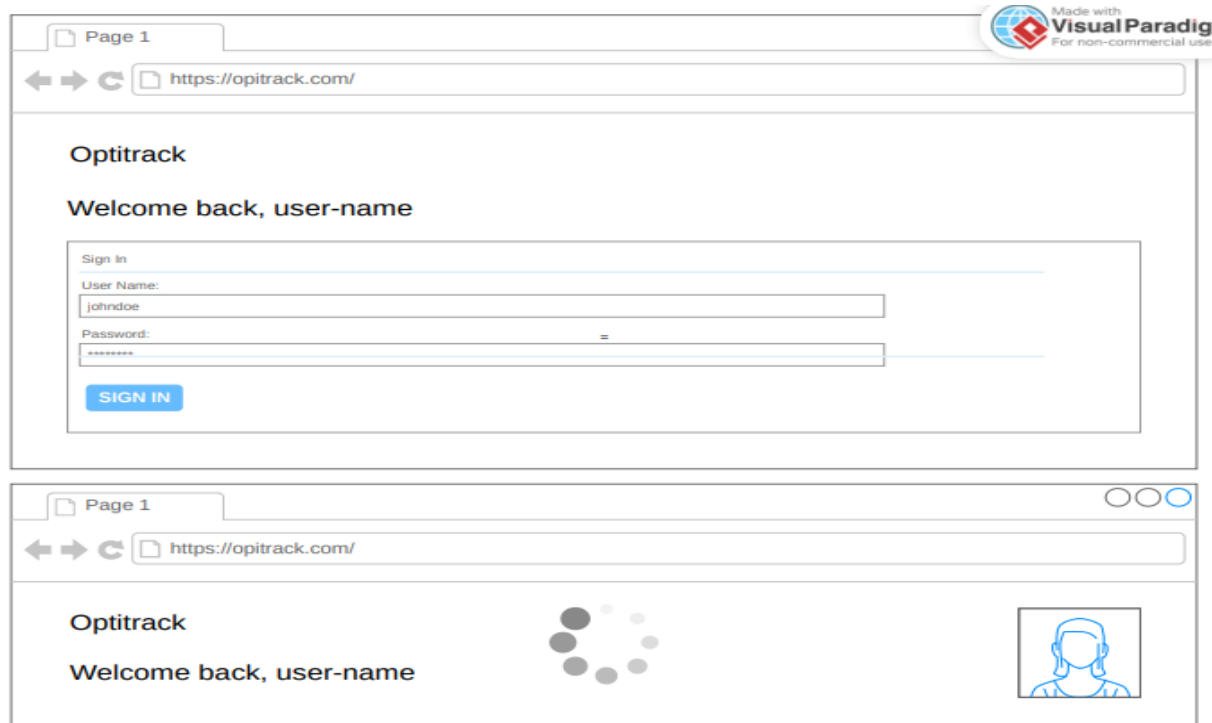 Made with
Visual Paradig
For non-commercial use
Page 1
https://opitrack.com/
Optitrack
Welcome back, user-name
Sign In
User Name:
johndoe
Password:
=
********
SIGN IN
Page 1
https://opitrack.com/
Optitrack
Welcome back, user-name